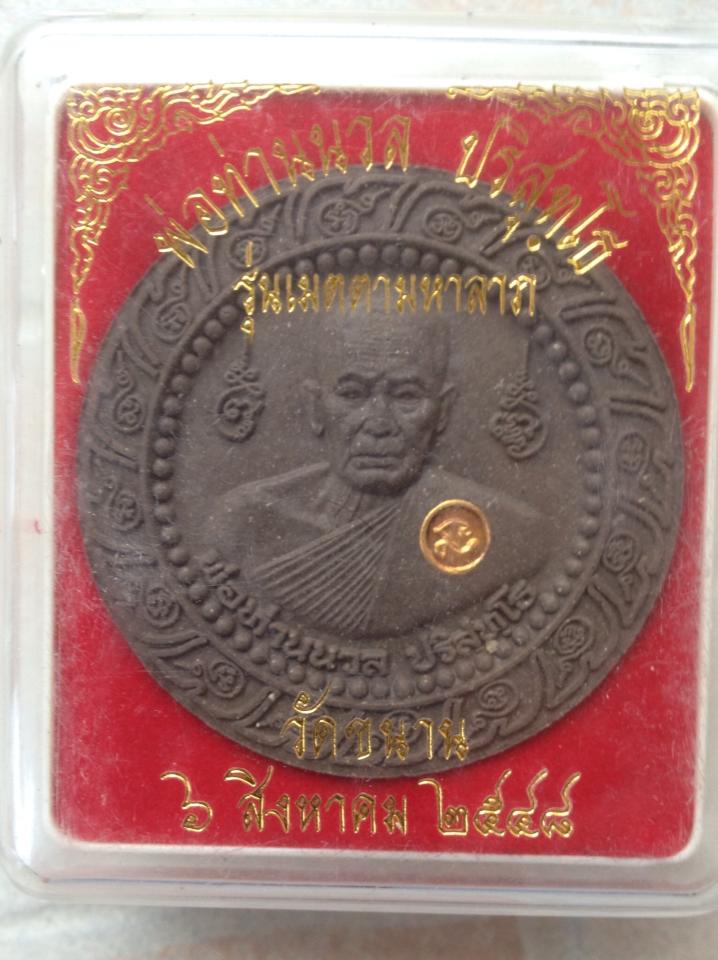 พ่อท่านนวล ปริสุทฺโธ
รุ่นเมตตามหาลาภ
พ่อท่านนวล ปริสุทฺโธ
วัดขนาน
๖ สิงหาคม ๒๕๔๘